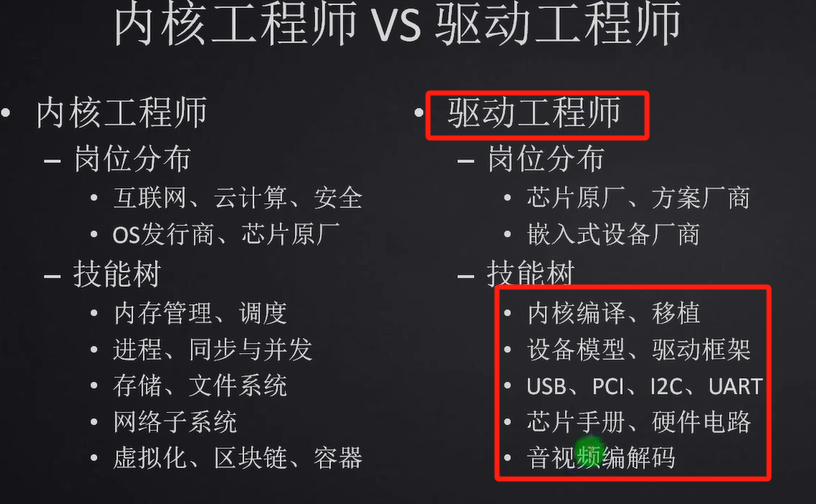 内核工程师 VS 驱动工程师
• 内核工程师
– 岗位分布
• 互联网、云计算、安全
• OS发行商、芯片原厂
– 技能树
• 内存管理、调度
• 进程、同步与并发
• 存储、文件系统
• 网络子系统
• 虚拟化、区块链、容器
• 驱动工程师
– 岗位分布
• 芯片原厂、方案厂商
• 嵌入式设备厂商
– 技能树
• 内核编译、移植
• 设备模型、驱动框架
• USB、PCI、I2C、UART
• 芯片手册、硬件电路
• 音视频编解码